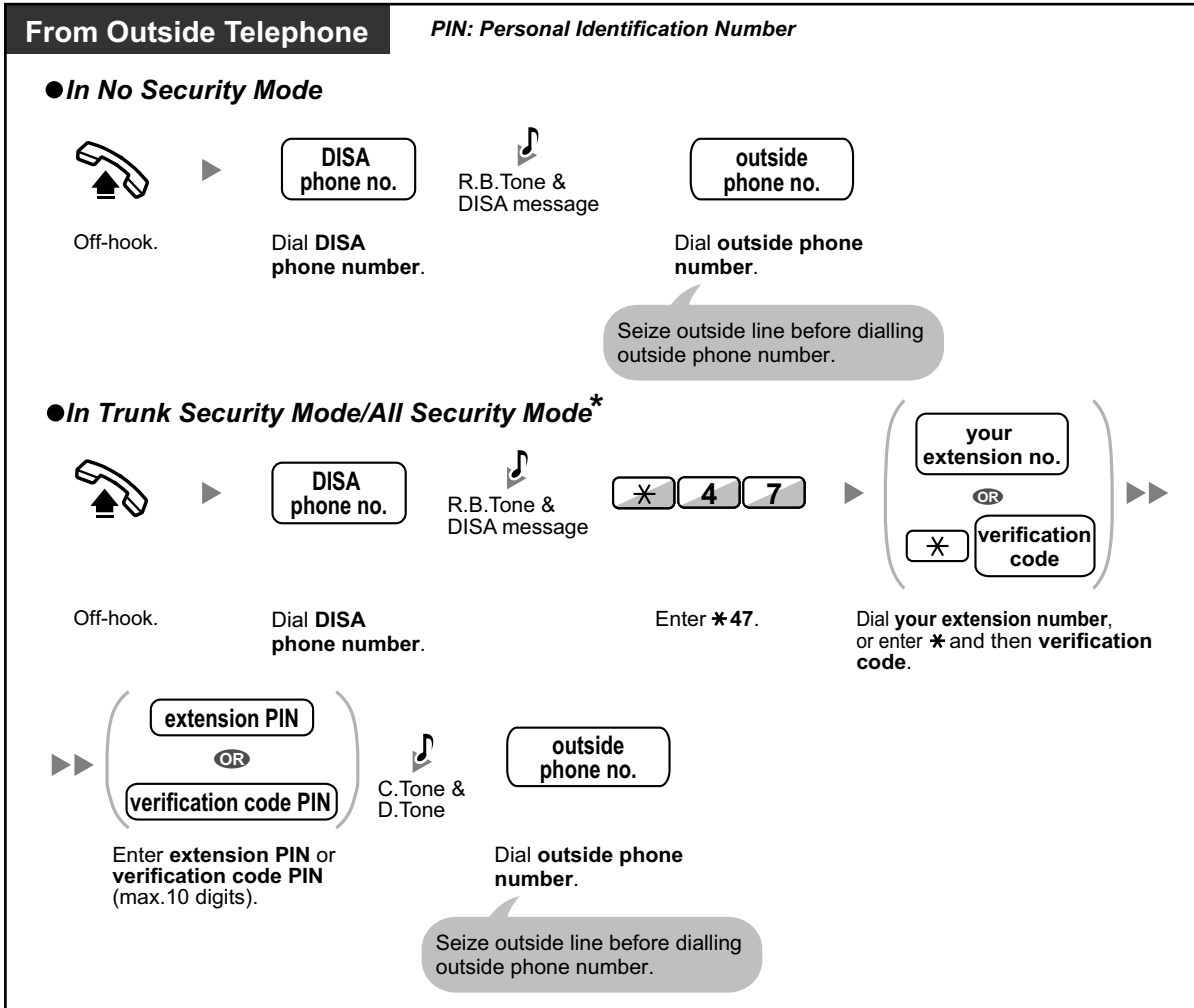 From Outside Telephone
PIN: Personal Identification Number
●In No Security Mode
DISA
phone no.
R.B.Tone &
DISA message
outside
phone no.
Off-hook.
Dial DISA
phone number.
Dial outside phone
number.
Seize outside line before dialling
outside phone number.
●In Trunk Security Mode/All Security Mode*
DISA
phone no.
R.B.Tone &
DISA message
* 4 7
your
extension no.
OR
* verification
code
Off-hook.
Dial DISA
phone number.
Enter *47.
Dial your extension number,
or enter * and then verification
code.
extension PIN
OR
verification code PIN
C.Tone &
D.Tone
outside
phone no.
Enter extension PIN or
verification code PIN
(max.10 digits).
Dial outside phone
number.
Seize outside line before dialling
outside phone number.